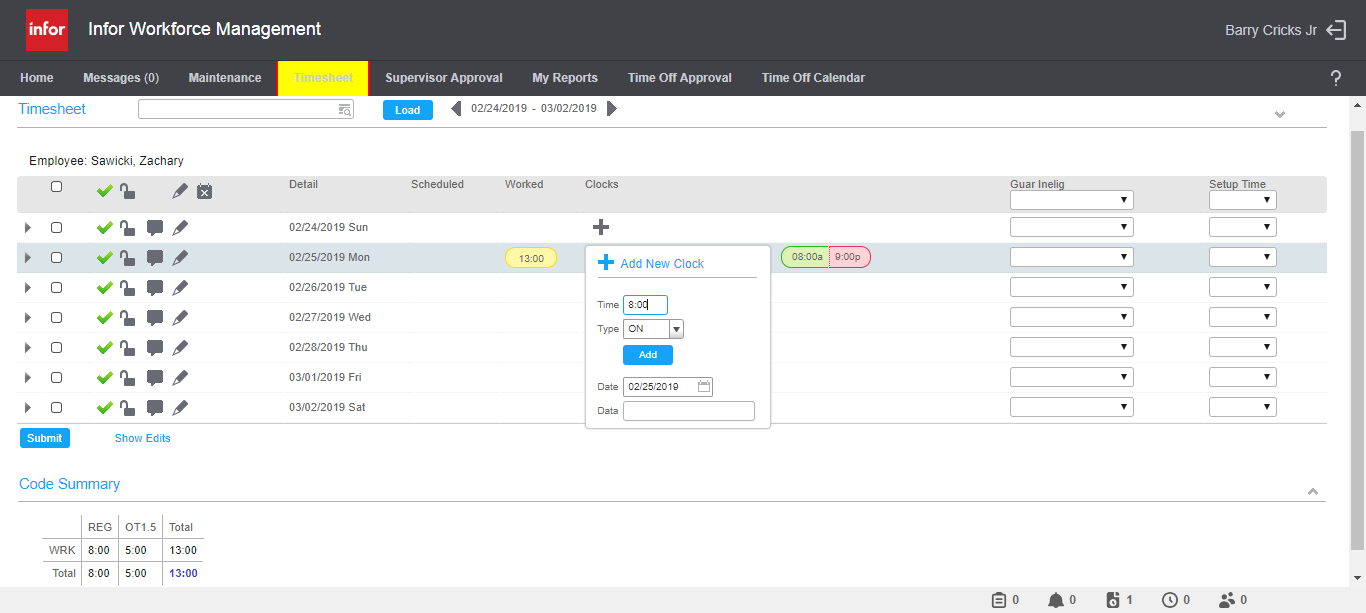 infor Infor Workforce Management Barry Cricks Jr
Home Messages (0) Maintenance Timesheet Supervisor Approval My Reports Time Off Approval Time Off Calendar ?
Timesheet Load 02/24/2019 - 03/02/2019
Employee: Sawicki, Zachary
Detail Scheduled Worked Clocks Guar Inelig Setup Time
02/24/2019 Sun
02/25/2019 Mon 13:00 08:00a 9:00p
Add New Clock
02/26/2019 Tue
Time 8:00
02/27/2019 Wed
Type ON
02/28/2019 Thu
Add
03/01/2019 Fri
Date 02/25/2019
03/02/2019 Sat
Data
Submit Show Edits
Code Summary
REG OT1.5 Total
WRK 8:00 5:00 13:00
Total 8:00 5:00 13:00
0 0 1 0 0